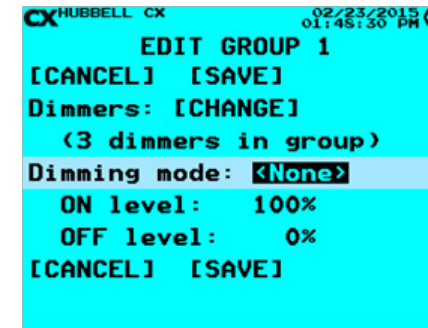 CX HUBBELL CX 02/23/2015
01:48:30 PM
EDIT GROUP 1
[CANCEL] [SAVE]
Dimmers: [CHANGE]
(3 dimmers in group)
Dimming mode: <None>
ON level: 100%
OFF level: 0%
[CANCEL] [SAVE]